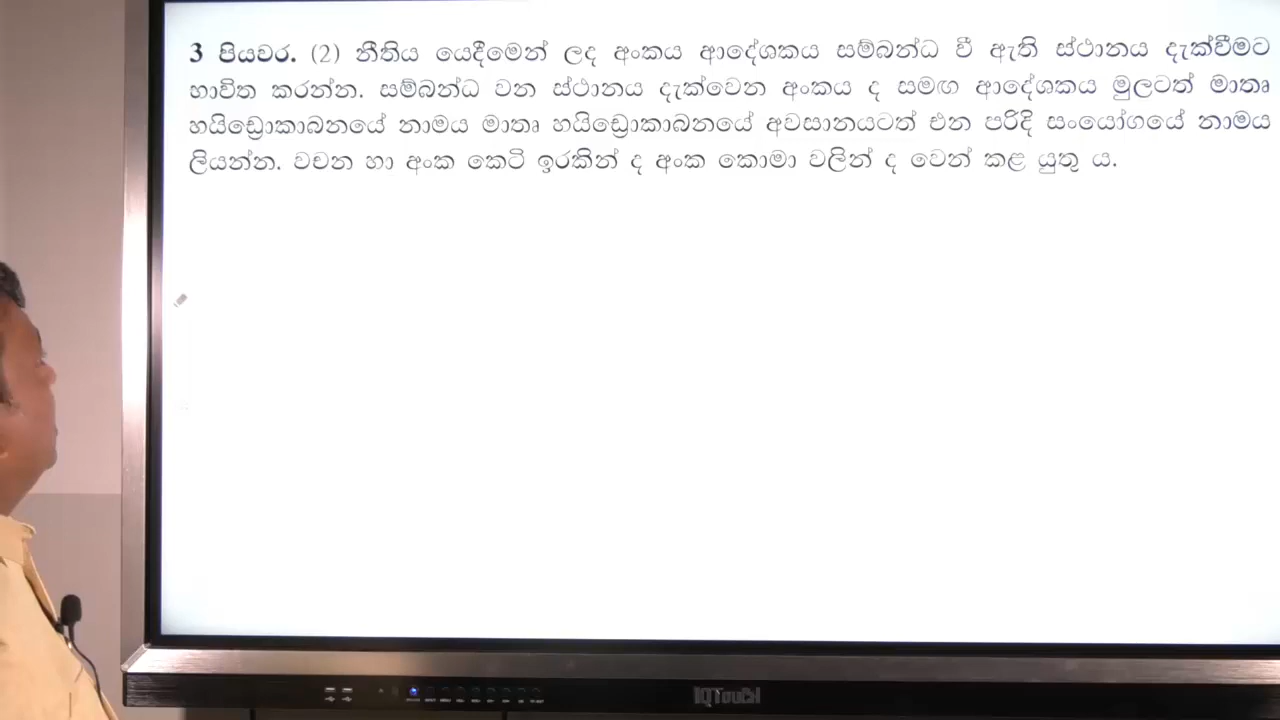 3 පියවර. (2) නීතිය යෙදීමෙන් ලද අංකය ආදේශකය සම්බන්ධ වී ඇති ස්ථානය දැක්වීමට
භාවිත කරන්න. සම්බන්ධ වන ස්ථානය දැක්වෙන අංකය ද සමඟ ආදේශකය මුලටත් මාතෘ
හයිඩ්‍රොකාබනයේ නාමය මාතෘ හයිඩ්‍රොකාබනයේ අවසානයටත් එන පරිදි සංයෝගයේ නාමය
ලියන්න. වචන හා අංක කෙටි ඉරකින් ද අංක කොමා වලින් ද වෙන් කළ යුතු ය.
IQTouch